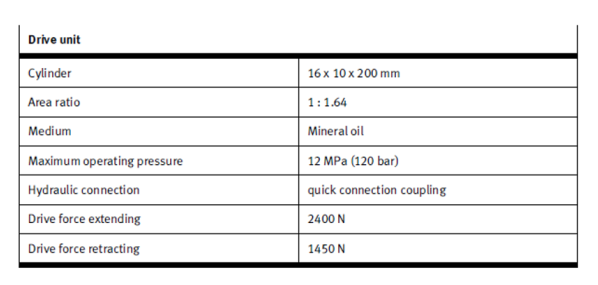 Drive unit
Cylinder 16 x 10 x 200 mm
Area ratio 1 : 1.64
Medium Mineral oil
Maximum operating pressure 12 MPa (120 bar)
Hydraulic connection quick connection coupling
Drive force extending 2400 N
Drive force retracting 1450 N